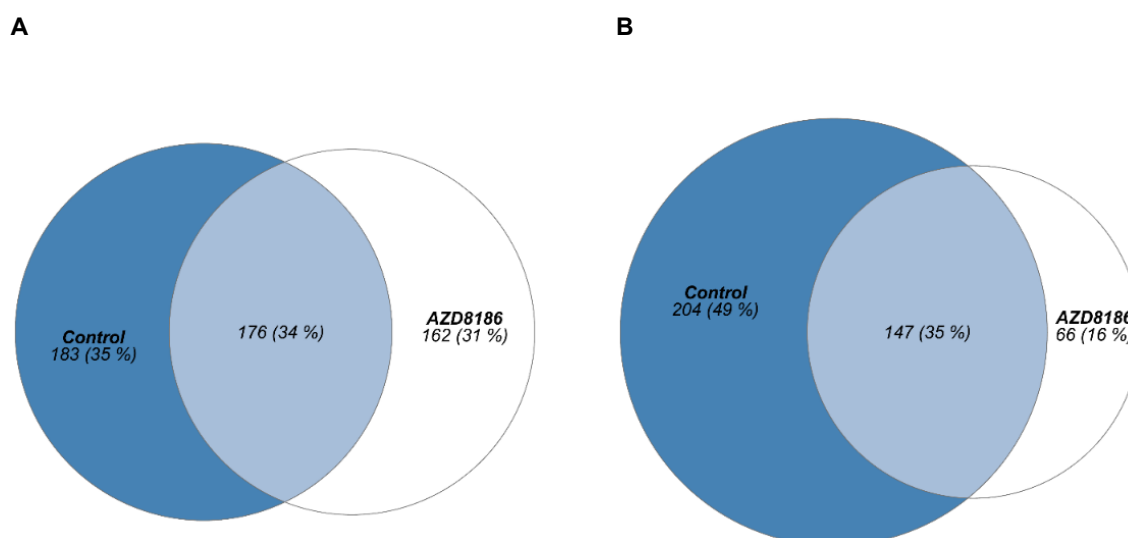 A
B
Control
183 (35 %)
176 (34 %)
AZD8186
162 (31 %)
Control
204 (49 %)
147 (35 %)
AZD8186
66 (16 %)